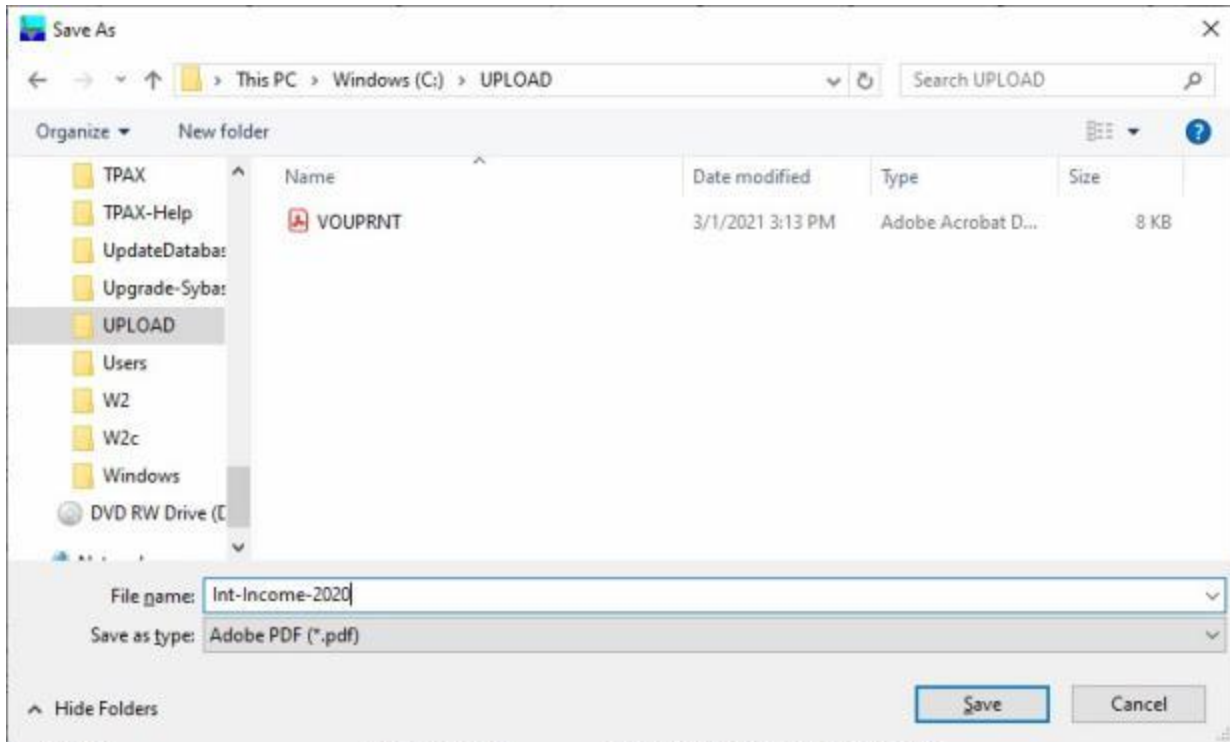 Save As
This PC > Windows (C:) > UPLOAD
Search UPLOAD
Organize
New folder
Name
Date modified
Type
Size
TPAX
TPAX-Help
UpdateDatabas
Upgrade-Sybas
UPLOAD
Users
W2
W2c
Windows
DVD RW Drive (D
VOUPRNT
3/1/2021 3:13 PM
Adobe Acrobat D...
8 KB
File name: Int-Income-2020
Save as type: Adobe PDF (*.pdf)
Hide Folders
Save
Cancel